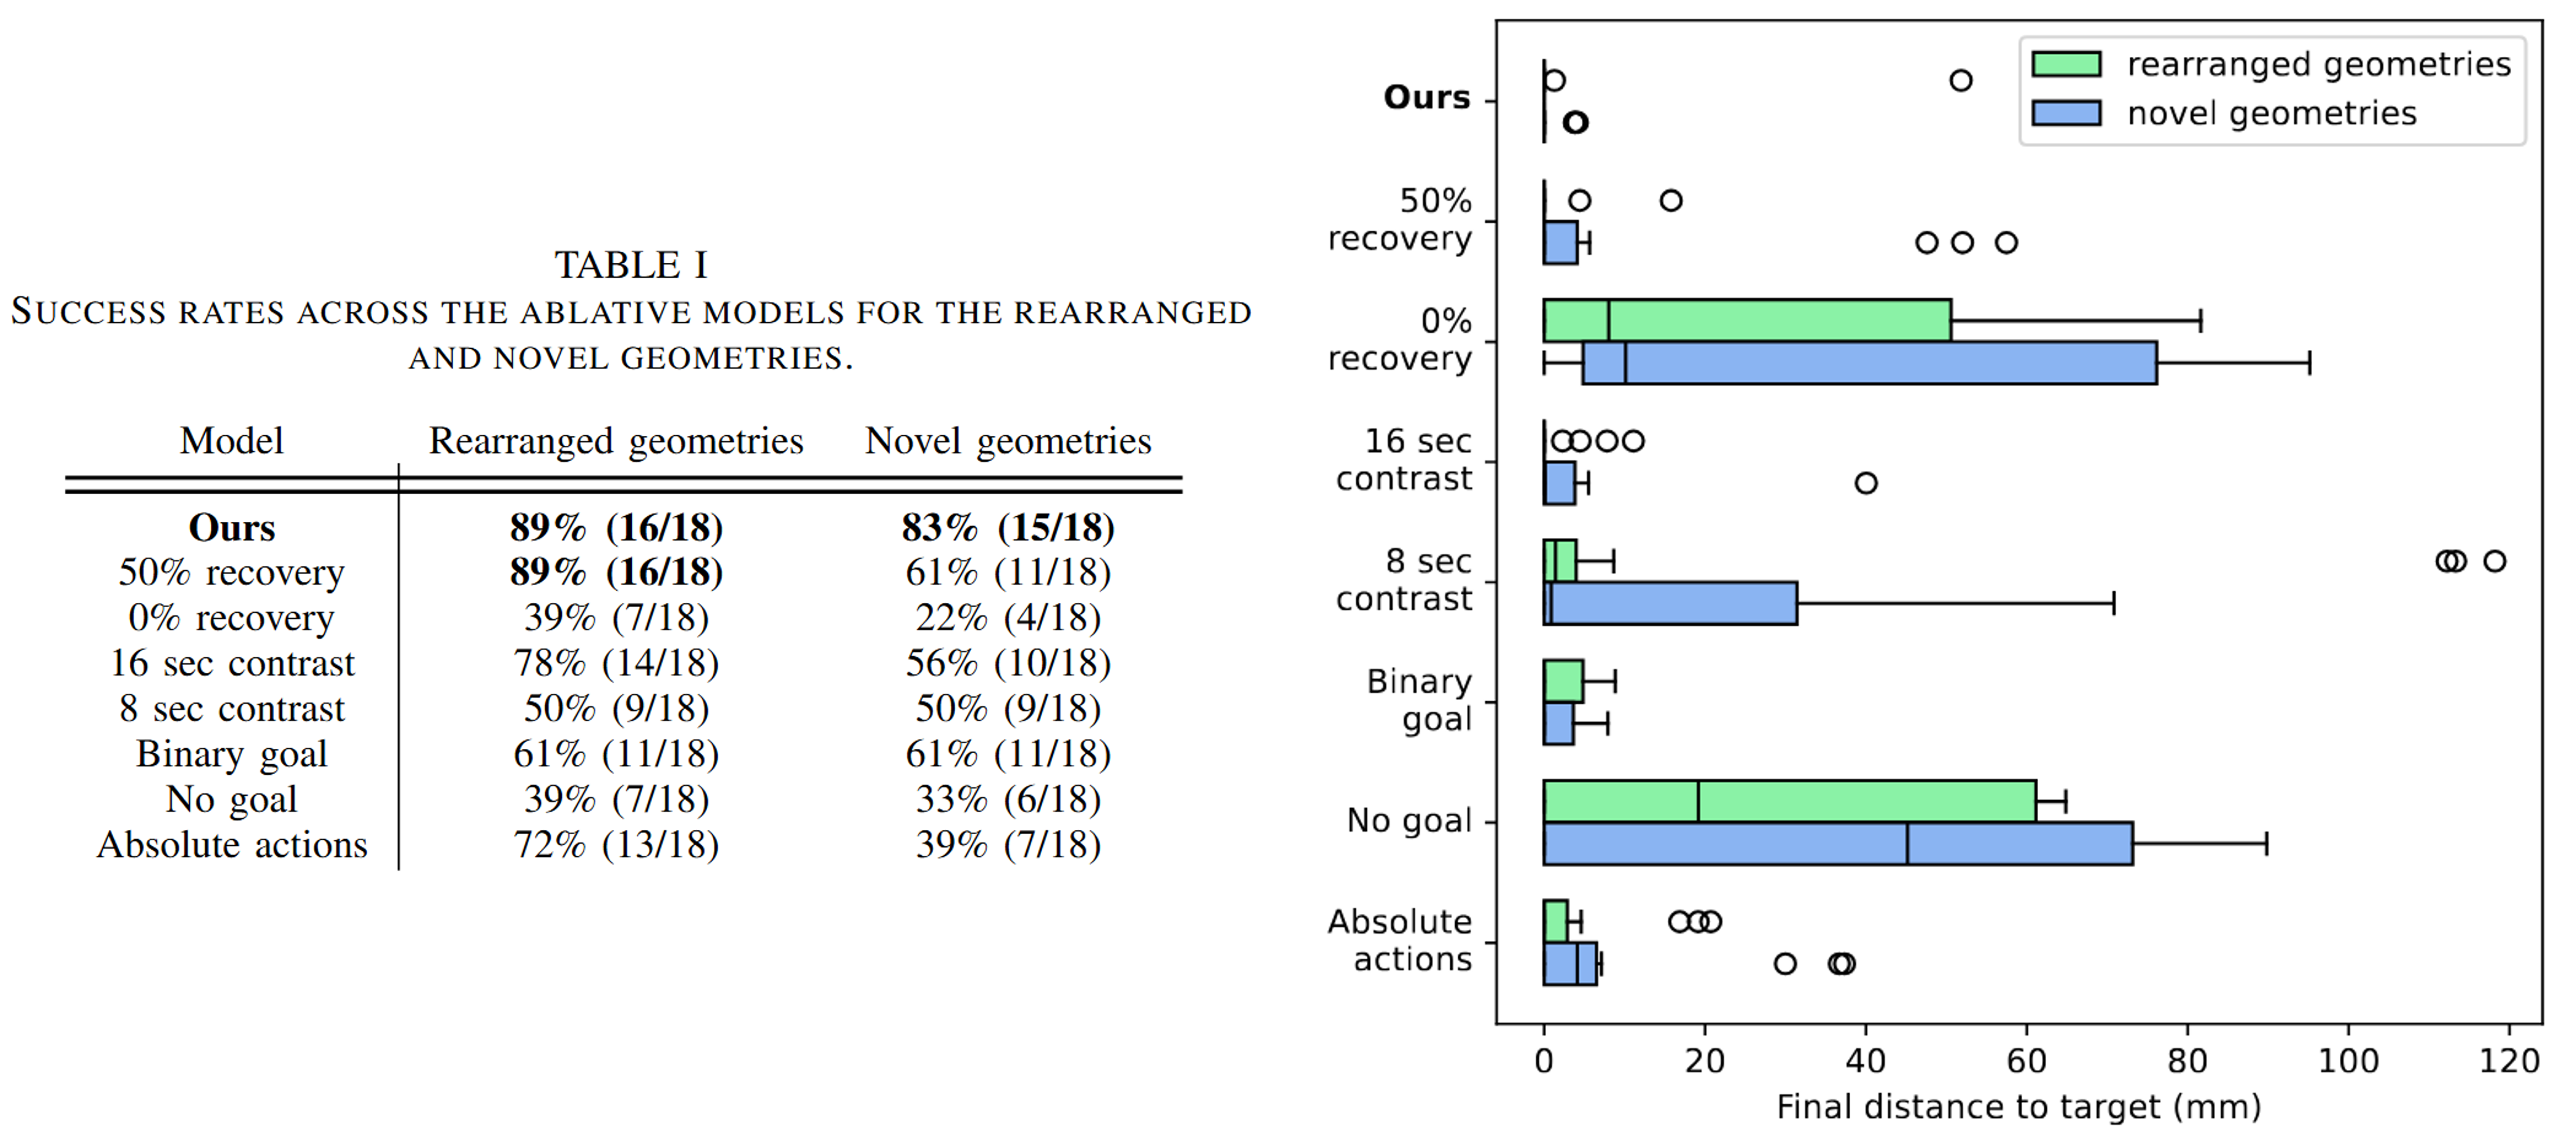 TABLE I
SUCCESS RATES ACROSS THE ABLATIVE MODELS FOR THE REARRANGED
AND NOVEL GEOMETRIES.
Model Rearranged geometries Novel geometries
Ours 89% (16/18) 83% (15/18)
50% recovery 89% (16/18) 61% (11/18)
0% recovery 39% (7/18) 22% (4/18)
16 sec contrast 78% (14/18) 56% (10/18)
8 sec contrast 50% (9/18) 50% (9/18)
Binary goal 61% (11/18) 61% (11/18)
No goal 39% (7/18) 33% (6/18)
Absolute actions 72% (13/18) 39% (7/18)
rearranged geometries
novel geometries
Ours
50%
recovery
0%
recovery
16 sec
contrast
8 sec
contrast
Binary
goal
No goal
Absolute
actions
0 20 40 60 80 100 120
Final distance to target (mm)